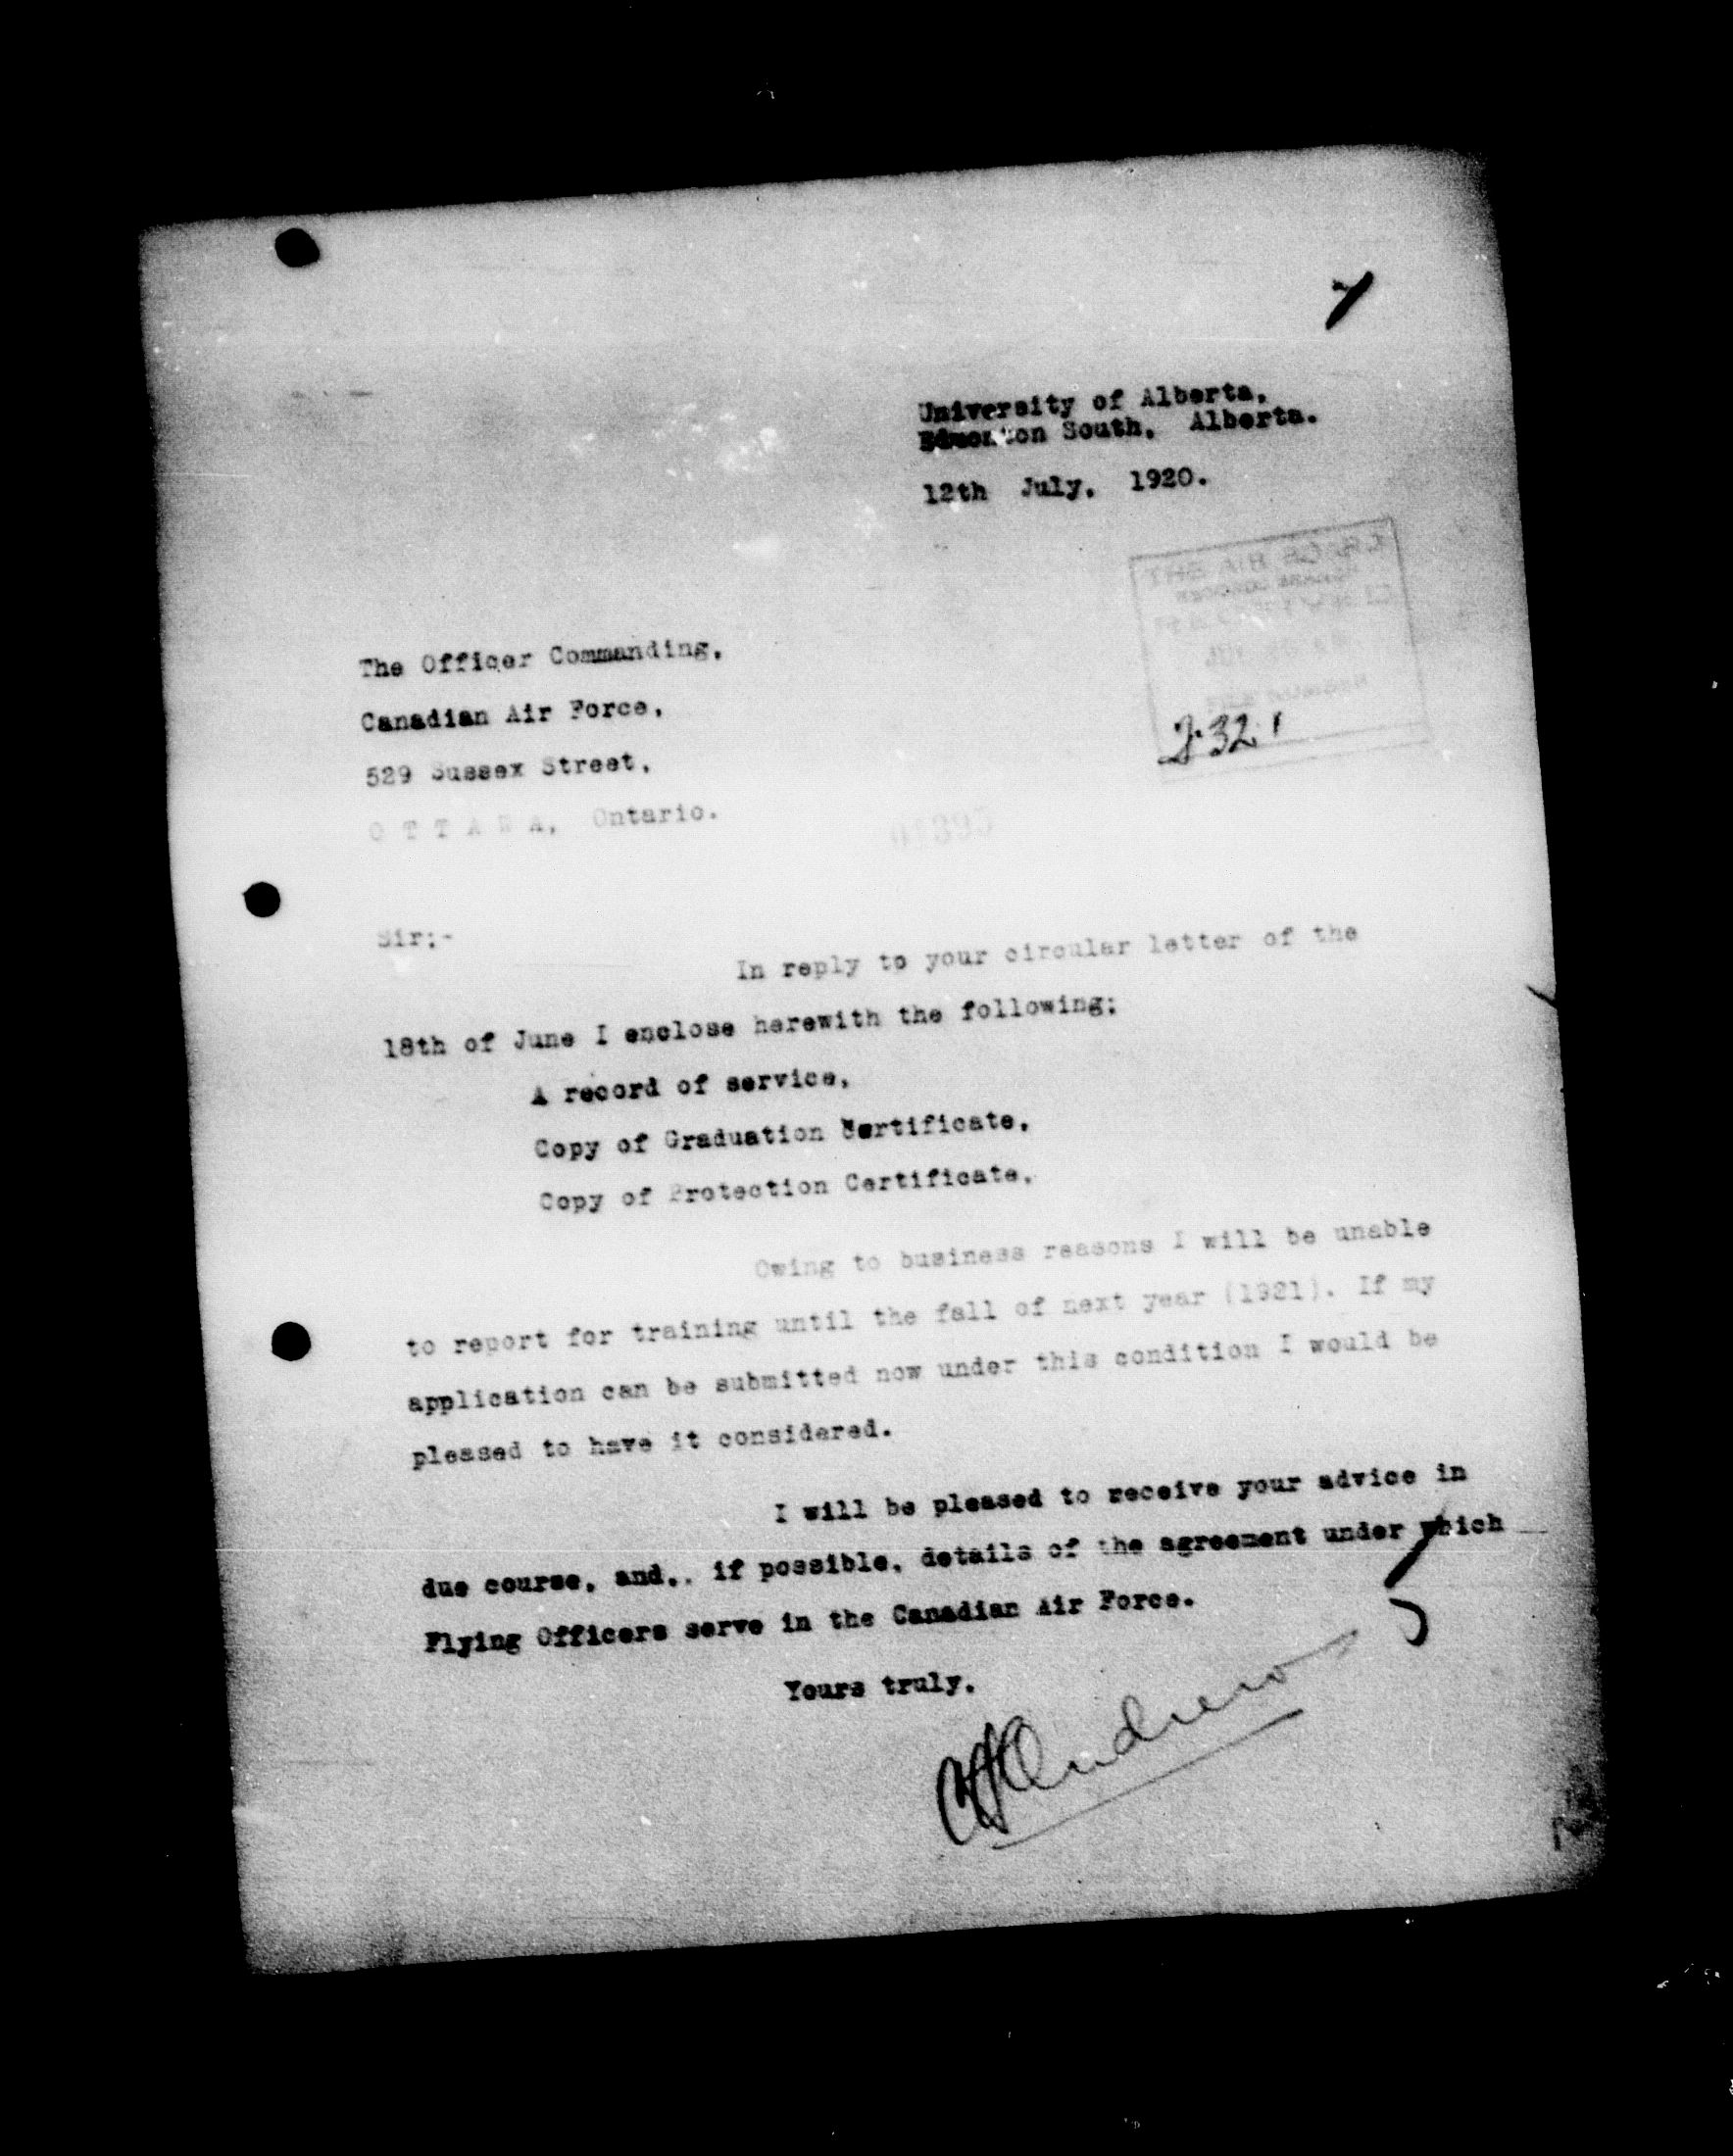 University of Alberta,
Edmonton South, Alberta.
12th July, 1920.
The Officer Commanding,
Canadian Air Force,
529 Sussex Street,
O T T A W A, Ontario.
2321
Sir:-
In reply to your circular letter of the
18th of June I enclose herewith the following:
A record of service,
Copy of Graduation Certificate,
Copy of Protection Certificate.
Owing to business reasons I will be unable
to report for training until the fall of next year (1921). If my
application can be submitted now under this condition I would be
pleased to have it considered.
I will be pleased to receive your advice in
due course, and,. if possible, details of the agreement under which
Flying Officers serve in the Canadian Air Force.
Yours truly,
Andrews